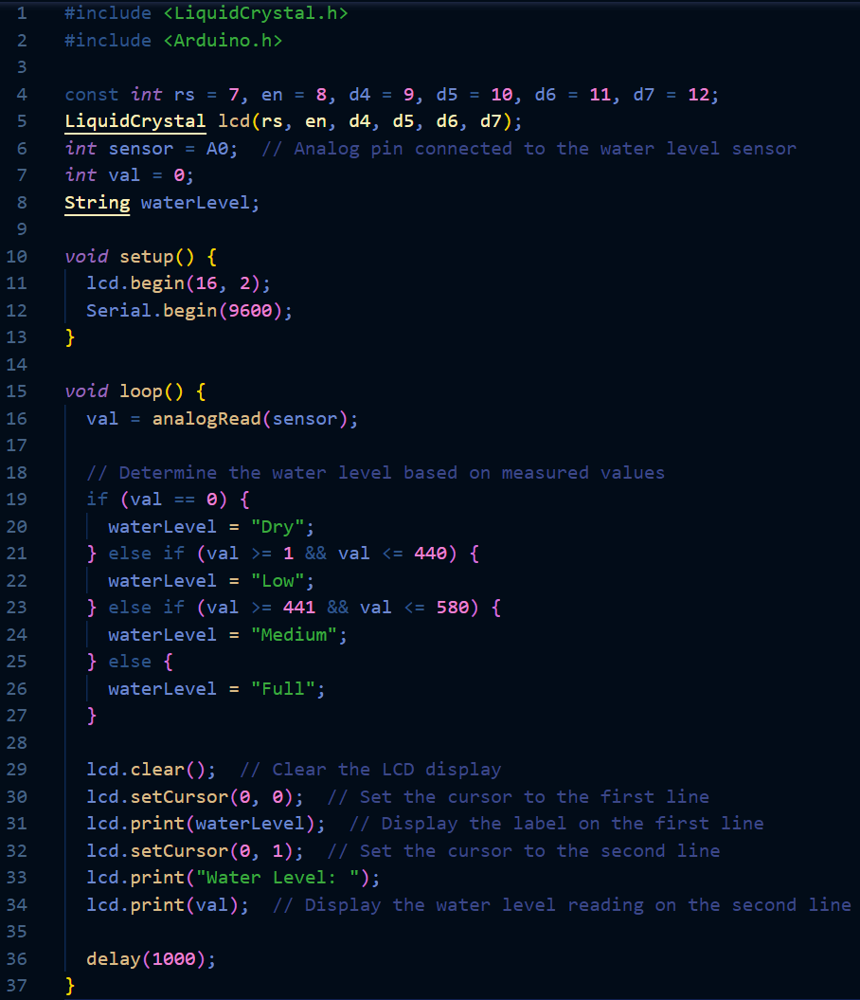 1 #include <LiquidCrystal.h>
2 #include <Arduino.h>
3
4 const int rs = 7, en = 8, d4 = 9, d5 = 10, d6 = 11, d7 = 12;
5 LiquidCrystal lcd(rs, en, d4, d5, d6, d7);
6 int sensor = A0;  // Analog pin connected to the water level sensor
7 int val = 0;
8 String waterLevel;
9
10 void setup() {
11   lcd.begin(16, 2);
12   Serial.begin(9600);
13 }
14
15 void loop() {
16   val = analogRead(sensor);
17
18   // Determine the water level based on measured values
19   if (val == 0) {
20     waterLevel = "Dry";
21   } else if (val >= 1 && val <= 440) {
22     waterLevel = "Low";
23   } else if (val >= 441 && val <= 580) {
24     waterLevel = "Medium";
25   } else {
26     waterLevel = "Full";
27   }
28
29   lcd.clear();  // Clear the LCD display
30   lcd.setCursor(0, 0);  // Set the cursor to the first line
31   lcd.print(waterLevel);  // Display the label on the first line
32   lcd.setCursor(0, 1);  // Set the cursor to the second line
33   lcd.print("Water Level: ");
34   lcd.print(val);  // Display the water level reading on the second line
35
36   delay(1000);
37 }